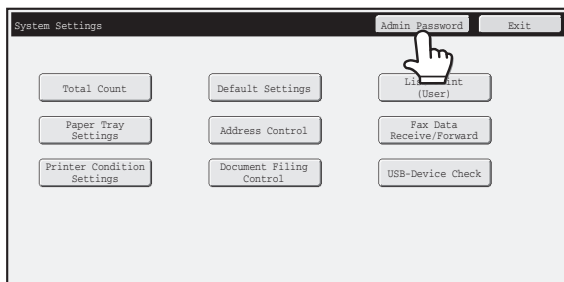 System Settings
Admin Password
Exit
Total Count
Default Settings
(User)
Paper Tray
Settings
Address Control
Fax Data
Receive/Forward
Printer Condition
Settings
Document Filing
Control
USB-Device Check